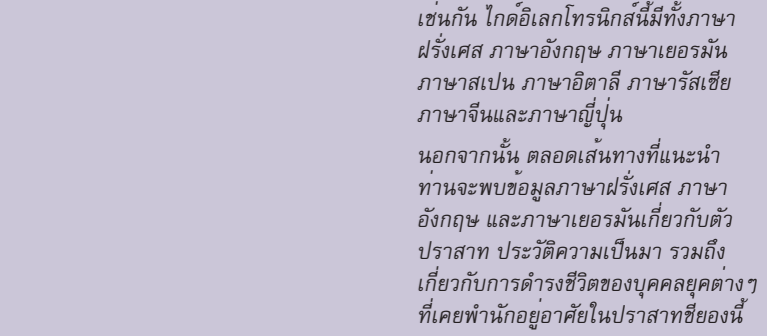 เช่นกัน ไกด์อิเลกโทรนิกส์นี้มีทั้งภาษา
ฝรั่งเศส ภาษาอังกฤษ ภาษาเยอรมัน
ภาษาสเปน ภาษาอิตาลี ภาษารัสเซีย
ภาษาจีนและภาษาญี่ปุ่น
นอกจากนั้น ตลอดเส้นทางที่แนะนำ
ท่านจะพบข้อมูลภาษาฝรั่งเศส ภาษา
อังกฤษ และภาษาเยอรมันเกี่ยวกับตัว
ปราสาท ประวัติความเป็นมา รวมถึง
เกี่ยวกับการดำรงชีวิตของบุคคลยุคต่างๆ
ที่เคยพำนักอยู่อาศัยในปราสาทชียองนี้